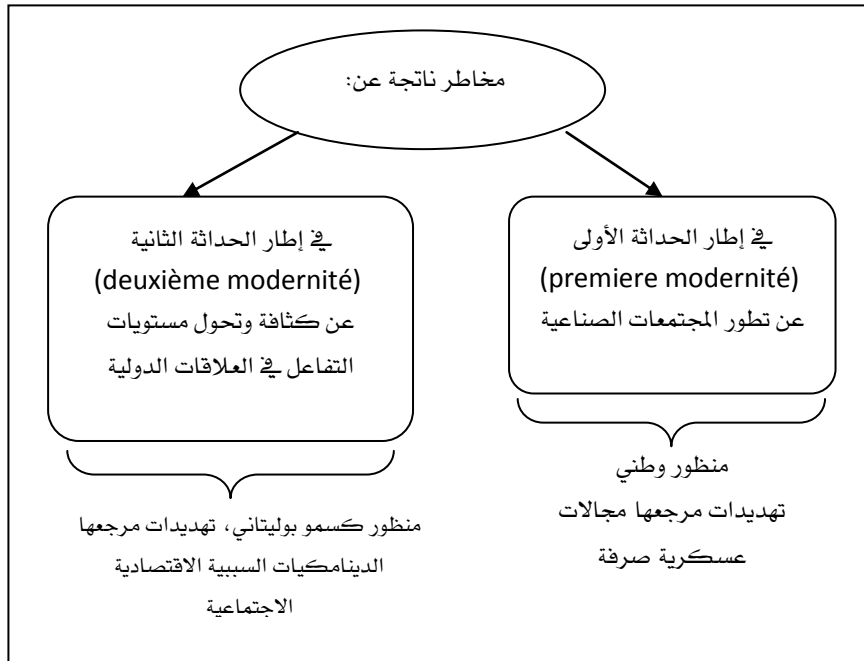 مخاطر ناتجة عن:
في إطار الحداثة الأولى
(premiere modernité)
عن تطور المجتمعات الصناعية
منظور وطني
تهديدات مرجعها مجالات
عسكرية صرفة
في إطار الحداثة الثانية
(deuxième modernité)
عن كثافة وتحول مستويات
التفاعل في العلاقات الدولية
منظور كسمو بوليتاني، تهديدات مرجعها
الدينامكيات السببية الاقتصادية
الاجتماعية